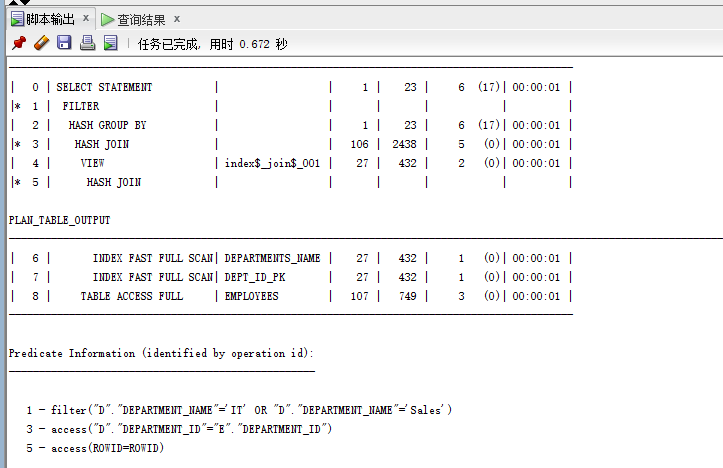 脚本输出 x 查询结果 x
任务已完成, 用时 0.672 秒
| 0 | SELECT STATEMENT | | 1 | 23 | 6 (17)| 00:00:01 |
|* 1 | FILTER | | | | | |
| 2 | HASH GROUP BY | | 1 | 23 | 6 (17)| 00:00:01 |
|* 3 | HASH JOIN | | 106 | 2438 | 5 (0)| 00:00:01 |
| 4 | VIEW | index$_join$_001 | 27 | 432 | 2 (0)| 00:00:01 |
|* 5 | HASH JOIN | | | | | |
PLAN_TABLE_OUTPUT
| 6 | INDEX FAST FULL SCAN| DEPARTMENTS_NAME | 27 | 432 | 1 (0)| 00:00:01 |
| 7 | INDEX FAST FULL SCAN| DEPT_ID_PK | 27 | 432 | 1 (0)| 00:00:01 |
| 8 | TABLE ACCESS FULL | EMPLOYEES | 107 | 749 | 3 (0)| 00:00:01 |
Predicate Information (identified by operation id):
1 - filter("D"."DEPARTMENT_NAME"='IT' OR "D"."DEPARTMENT_NAME"='Sales')
3 - access("D"."DEPARTMENT_ID"="E"."DEPARTMENT_ID")
5 - access(ROWID=ROWID)